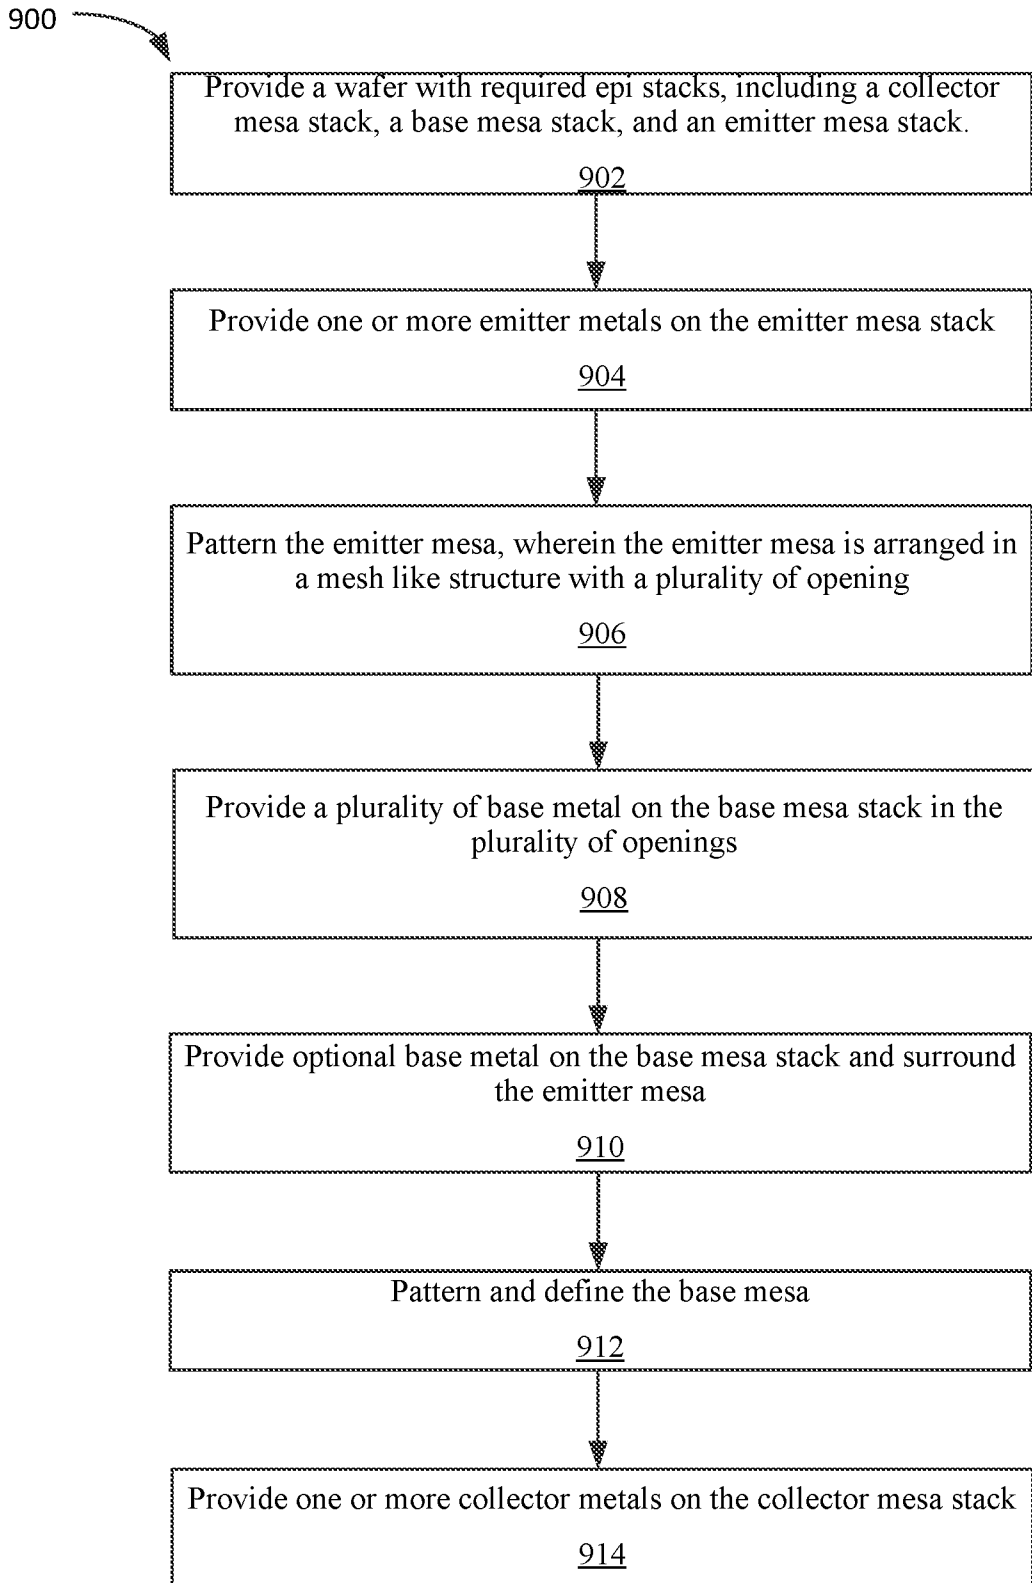 900
Provide a wafer with required epi stacks, including a collector
mesa stack, a base mesa stack, and an emitter mesa stack.
902
Provide one or more emitter metals on the emitter mesa stack
904
Pattern the emitter mesa, wherein the emitter mesa is arranged in
a mesh like structure with a plurality of opening
906
Provide a plurality of base metal on the base mesa stack in the
plurality of openings
908
Provide optional base metal on the base mesa stack and surround
the emitter mesa
910
Pattern and define the base mesa
912
Provide one or more collector metals on the collector mesa stack
914